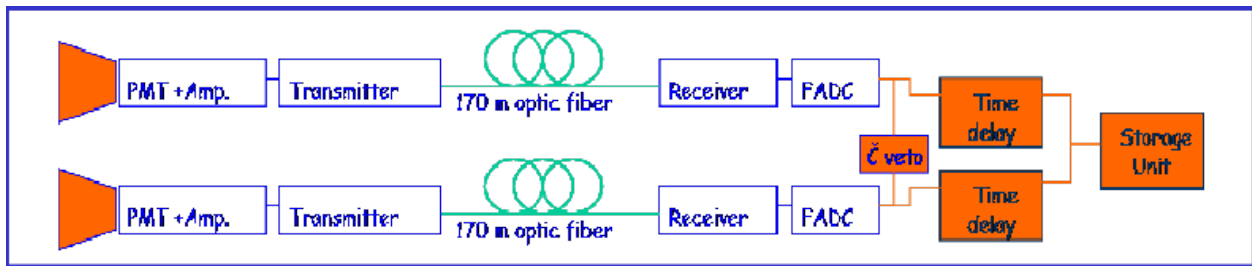 PMT +Amp.
Transmitter
170 m optic fiber
Receiver
FADC
Time
delay
Č veto
Storage
Unit
PMT +Amp.
Transmitter
170 m optic fiber
Receiver
FADC
Time
delay